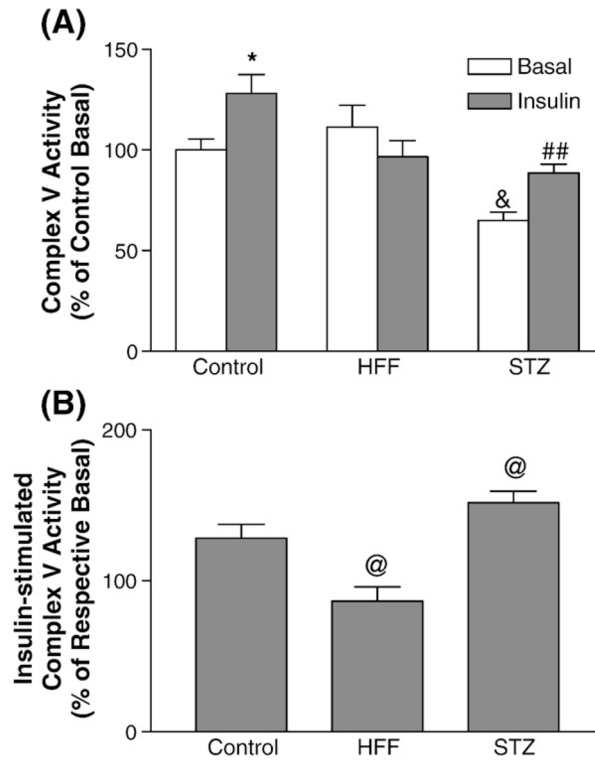 (A)
Complex V Activity
(% of Control Basal)
150
100
50
0
Basal
Insulin
*
&
##
Control HFF STZ
(B)
Insulin-stimulated
Complex V Activity
(% of Respective Basal)
200
100
0
@
@
Control HFF STZ